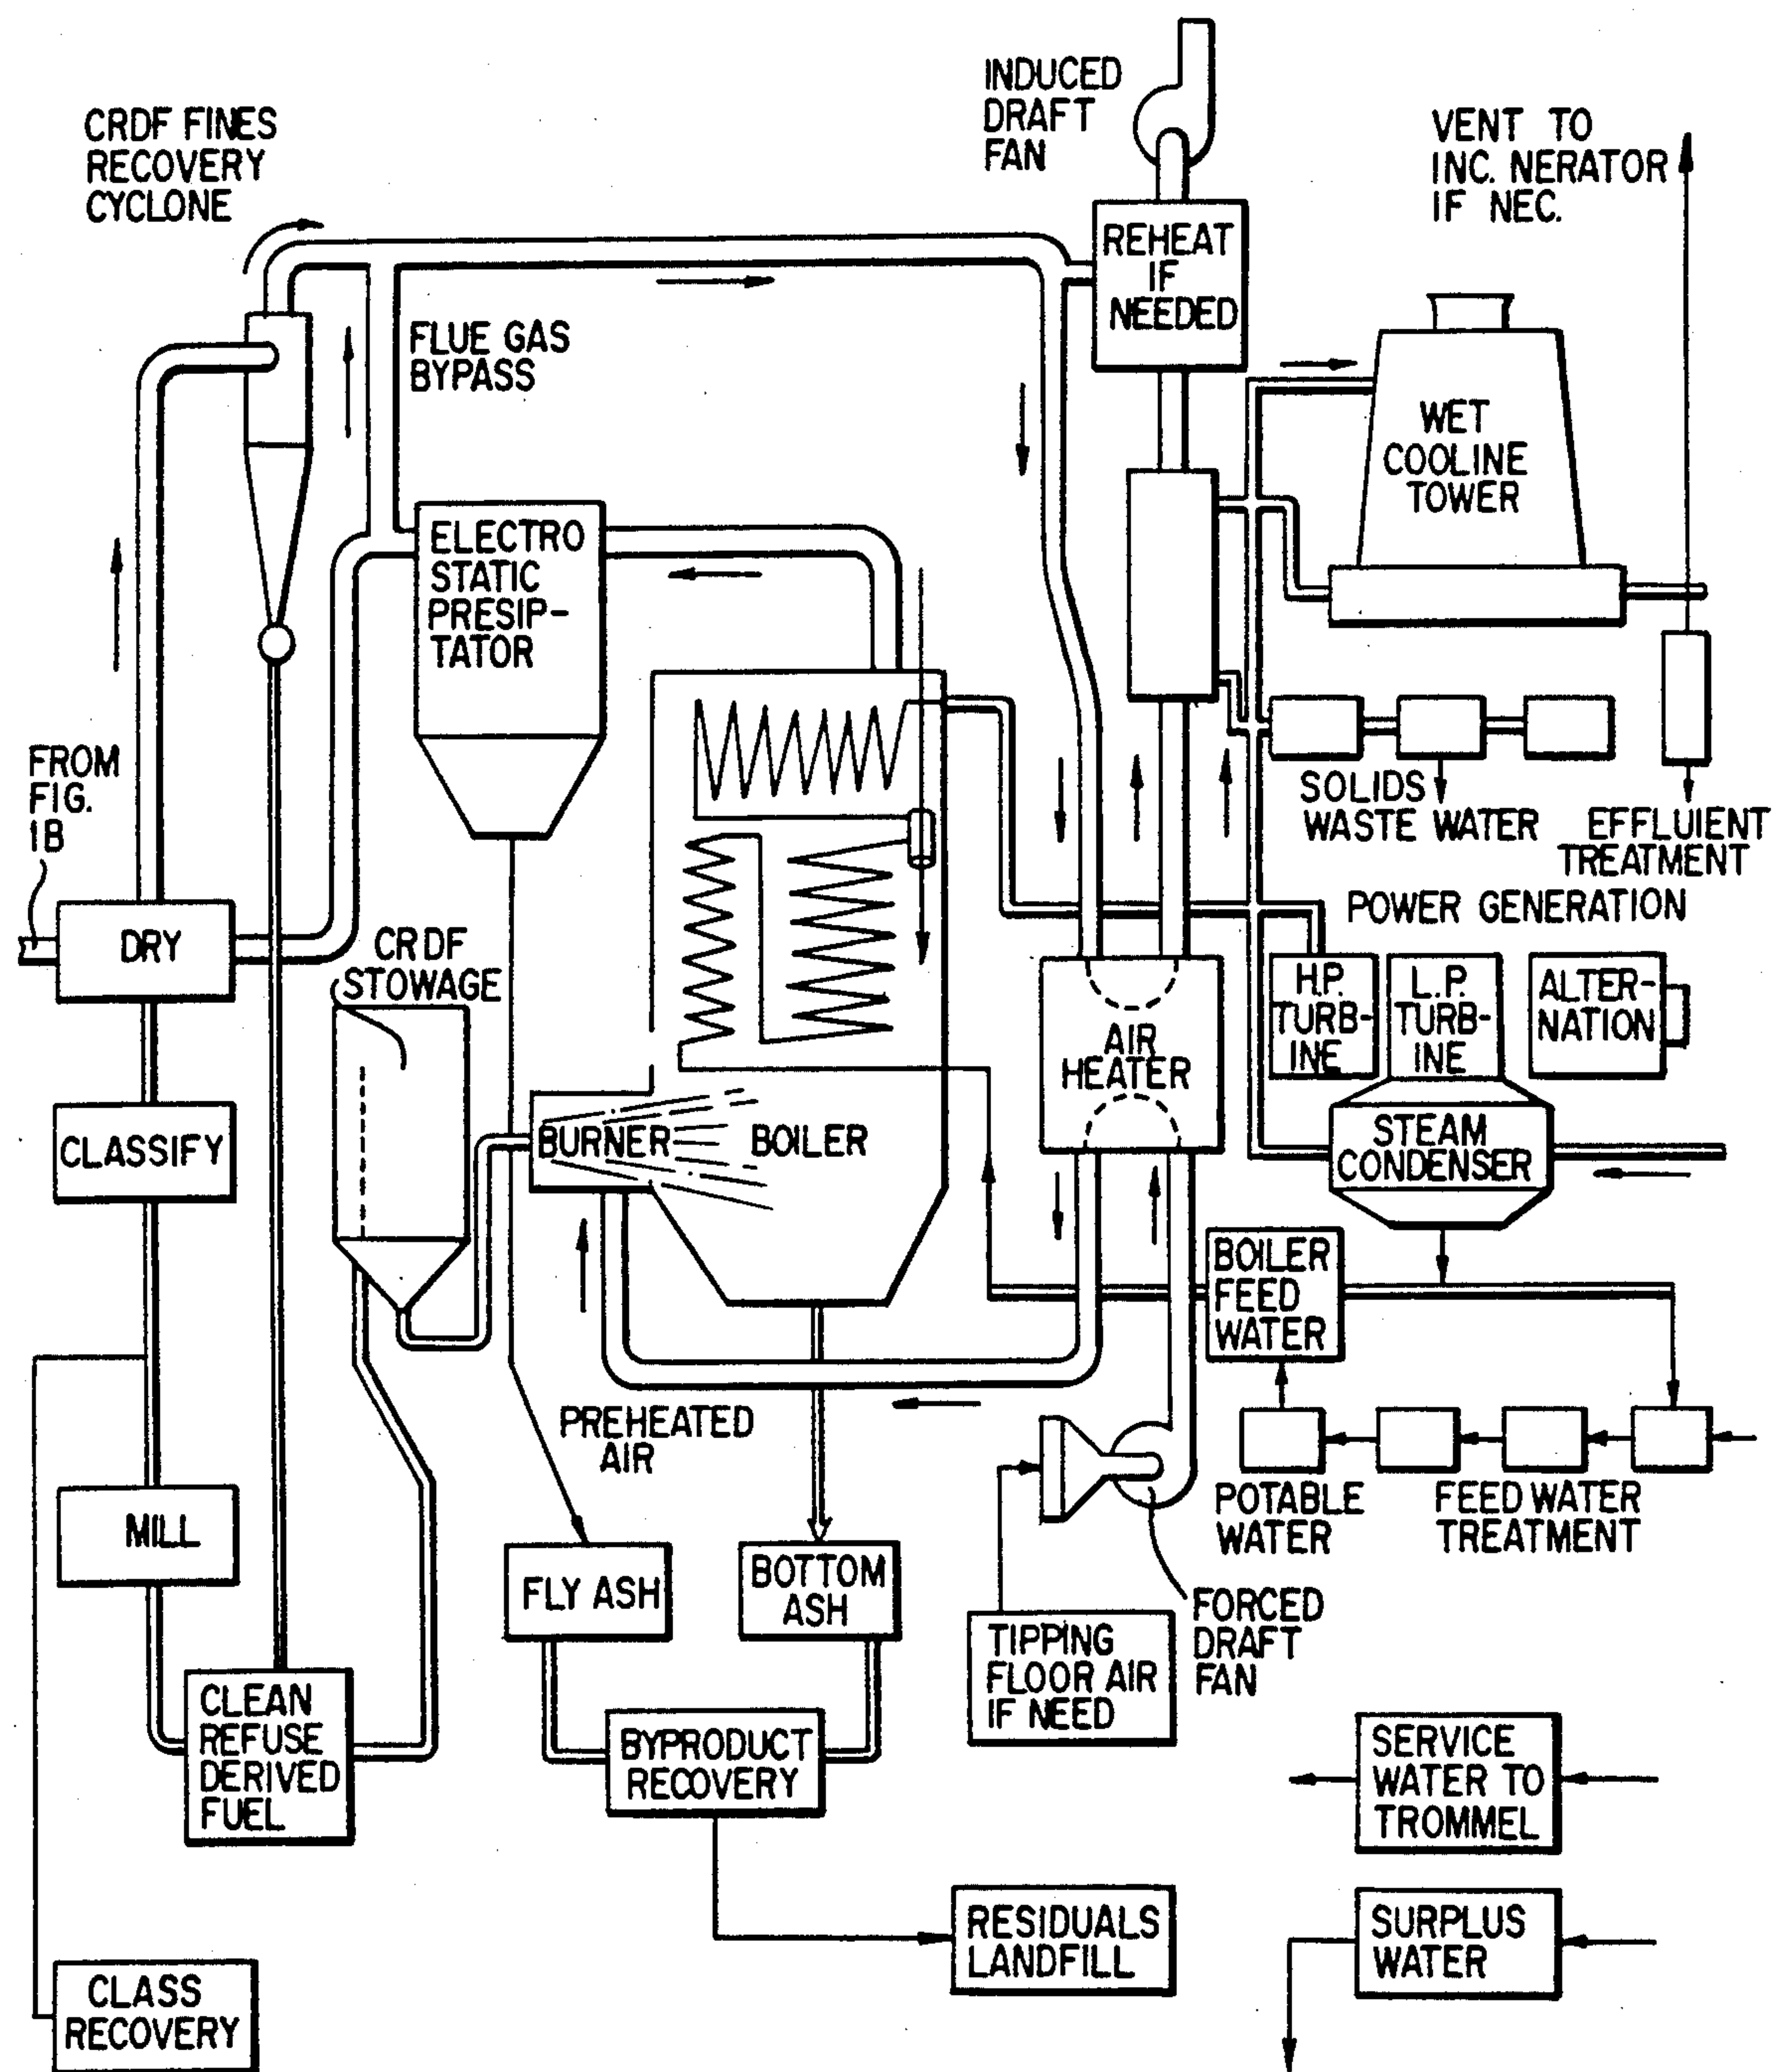 INDUCED
DRAFT
FAN
CRDF FINES
RECOVERY
CYCLONE
VENT TO
INC. NERATOR
IF NEC.
REHEAT
IF
NEEDED
FLUE GAS
BYPASS
WET
COOLINE
TOWER
ELECTRO
STATIC
PRESIP-
TATOR
FROM
FIG.
1B
SOLIDS
WASTE WATER
EFFLUIENT
TREATMENT
POWER GENERATION
DRY
CRDF
STOWAGE
H.P.
TURB-
INE
L.P.
TURB-
INE
ALTER-
NATION
AIR
HEATER
CLASSIFY
BURNER
BOILER
STEAM
CONDENSER
BOILER
FEED
WATER
PREHEATED
AIR
POTABLE
WATER
FEED WATER
TREATMENT
MILL
FLY ASH
BOTTOM
ASH
FORCED
DRAFT
FAN
TIPPING
FLOOR AIR
IF NEED
CLEAN
REFUSE
DERIVED
FUEL
BYPRODUCT
RECOVERY
SERVICE
WATER TO
TROMMEL
RESIDUALS
LANDFILL
SURPLUS
WATER
CLASS
RECOVERY